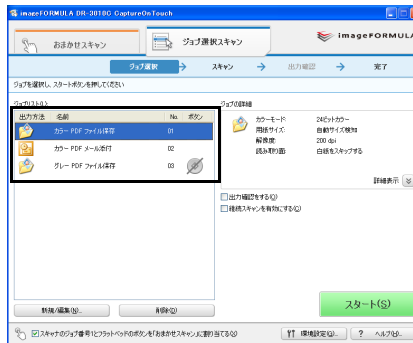 imageFORMULA DR-3010C CaptureOnTouch
おまかせスキャン
ジョブ選択スキャン
imageFORMULA
ジョブ選択
スキャン
出力確認
完了
ジョブを選択し、スタートボタンを押してください
ジョブリスト(L)
出力方法 名前 No. ボタン
カラー PDF ファイル保存 01
カラー PDF メール添付 02
グレー PDF ファイル保存 03
ジョブの詳細
カラーモード: 24ビットカラー
用紙サイズ: 自動サイズ検知
解像度: 200 dpi
読み取り面: 白紙をスキップする
詳細表示
出力確認をする(O)
継続スキャンを有効にする(C)
新規/編集(N)...
削除(D)
スタート(S)
スキャナのジョブ番号1とフラットベッドのボタンを「おまかせスキャン」に割り当てる(X)
環境設定(Q)...
? ヘルプ(H)...